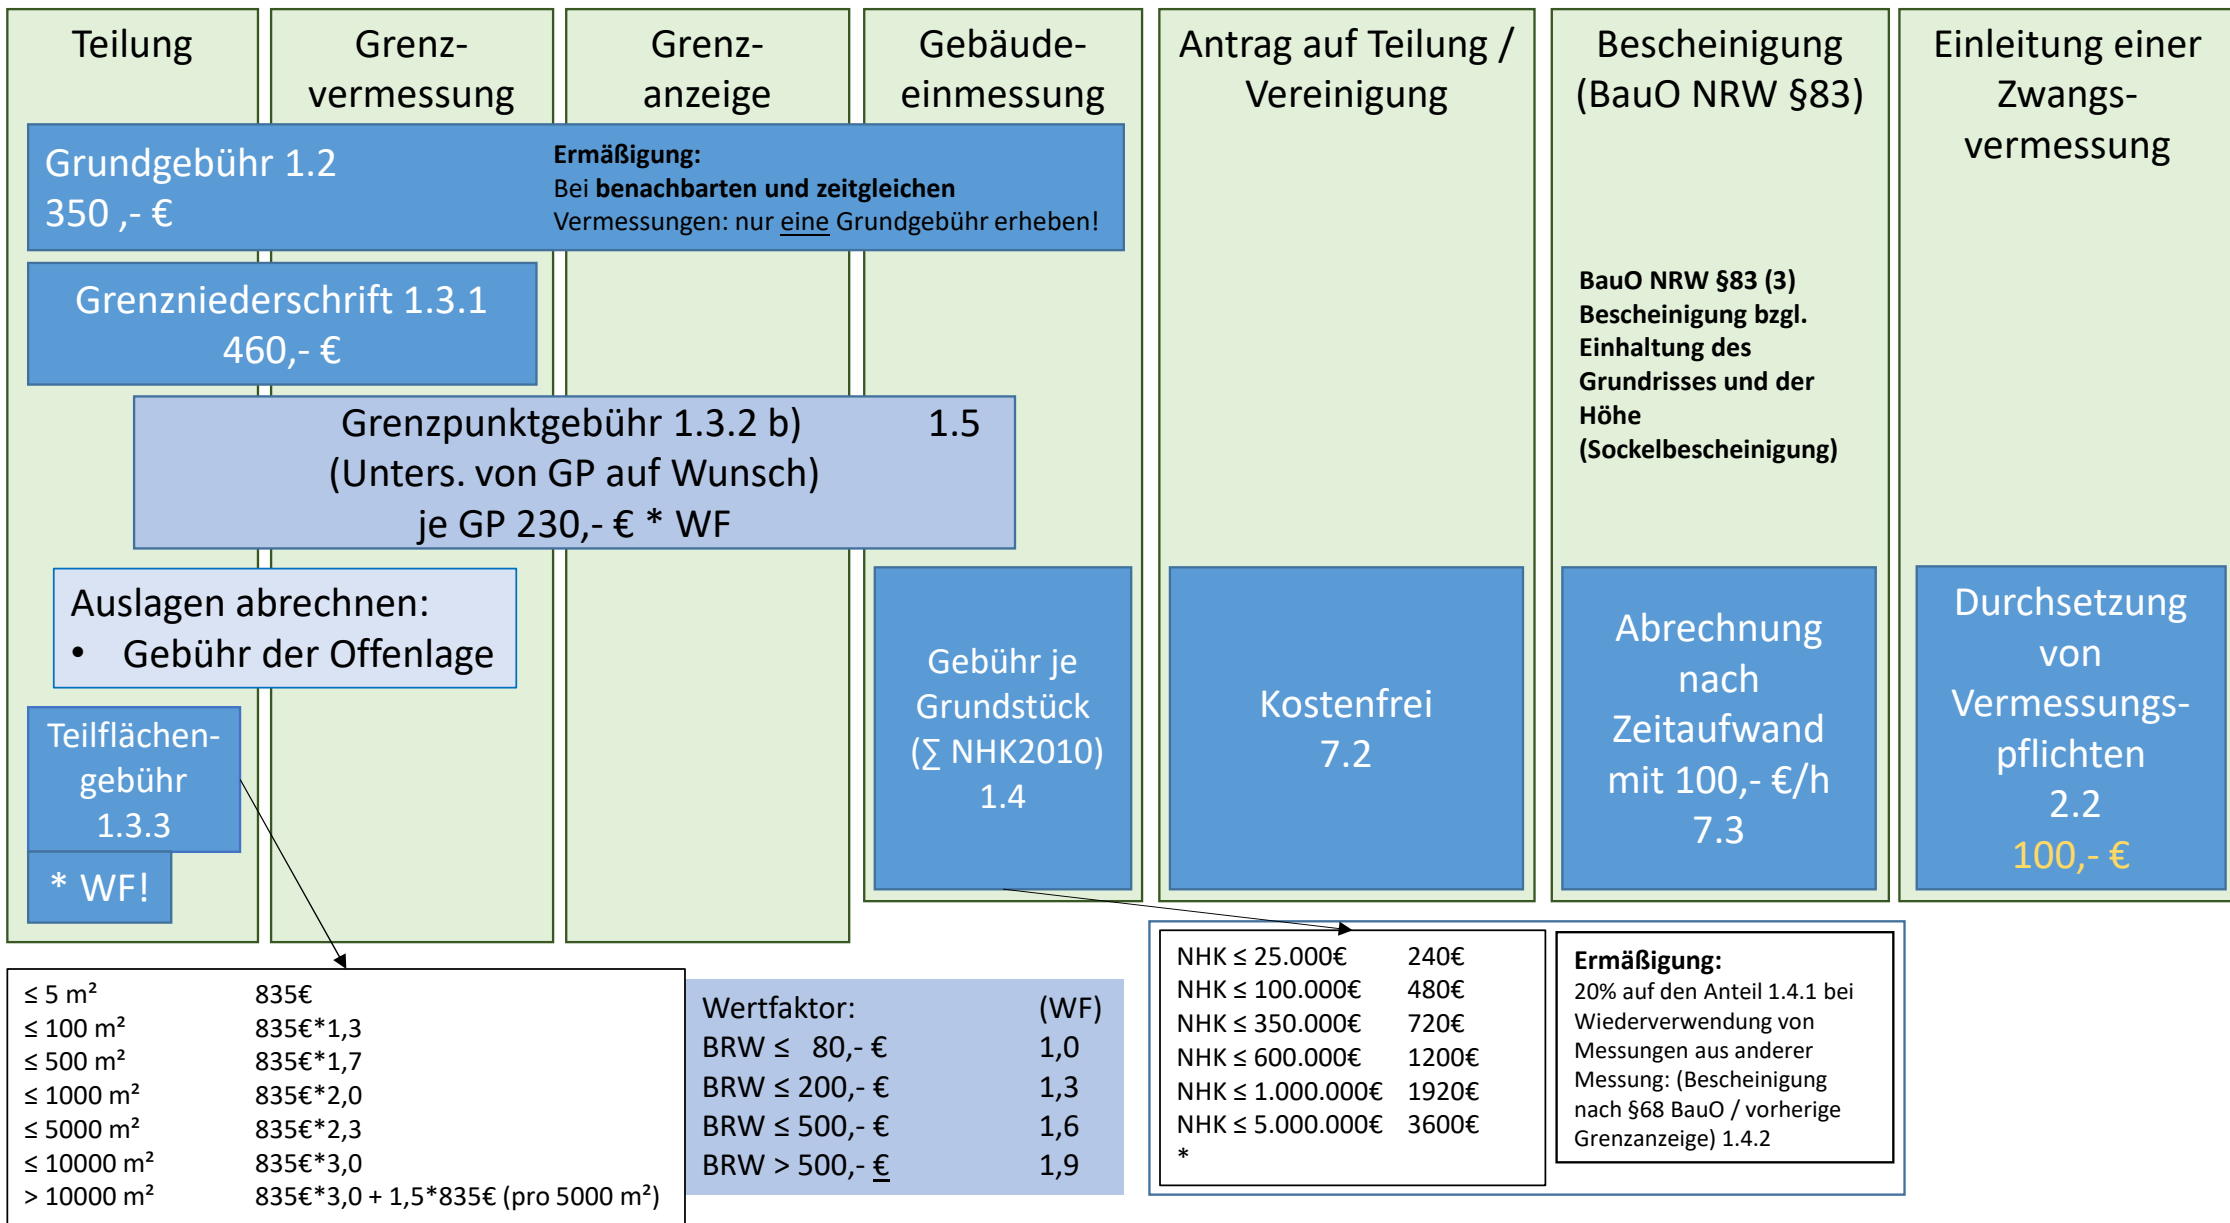 Teilung
Grenz-
vermessung
Grenz-
anzeige
Gebäude-
einmessung
Antrag auf Teilung /
Vereinigung
Bescheinigung
(BauO NRW §83)
Einleitung einer
Zwangs-
vermessung
Grundgebühr 1.2
350 ,- €
Ermäßigung:
Bei benachbarten und zeitgleichen
Vermessungen: nur eine Grundgebühr erheben!
Grenzniederschrift 1.3.1
460,- €
Grenzpunktgebühr 1.3.2 b) 1.5
(Unters. von GP auf Wunsch)
je GP 230,- € * WF
BauO NRW §83 (3)
Bescheinigung bzgl.
Einhaltung des
Grundrisses und der
Höhe
(Sockelbescheinigung)
Auslagen abrechnen:
• Gebühr der Offenlage
Teilflächen-
gebühr
1.3.3
* WF!
Gebühr je
Grundstück
(∑ NHK2010)
1.4
Kostenfrei
7.2
Abrechnung
nach
Zeitaufwand
mit 100,- €/h
7.3
Durchsetzung
von
Vermessungs-
pflichten
2.2
100,- €
≤ 5 m² 835€
≤ 100 m² 835€*1,3
≤ 500 m² 835€*1,7
≤ 1000 m² 835€*2,0
≤ 5000 m² 835€*2,3
≤ 10000 m² 835€*3,0
> 10000 m² 835€*3,0 + 1,5*835€ (pro 5000 m²)
Wertfaktor: (WF)
BRW ≤ 80,- € 1,0
BRW ≤ 200,- € 1,3
BRW ≤ 500,- € 1,6
BRW > 500,- € 1,9
NHK ≤ 25.000€ 240€
NHK ≤ 100.000€ 480€
NHK ≤ 350.000€ 720€
NHK ≤ 600.000€ 1200€
NHK ≤ 1.000.000€ 1920€
NHK ≤ 5.000.000€ 3600€
*
Ermäßigung:
20% auf den Anteil 1.4.1 bei
Wiederverwendung von
Messungen aus anderer
Messung: (Bescheinigung
nach §68 BauO / vorherige
Grenzanzeige) 1.4.2